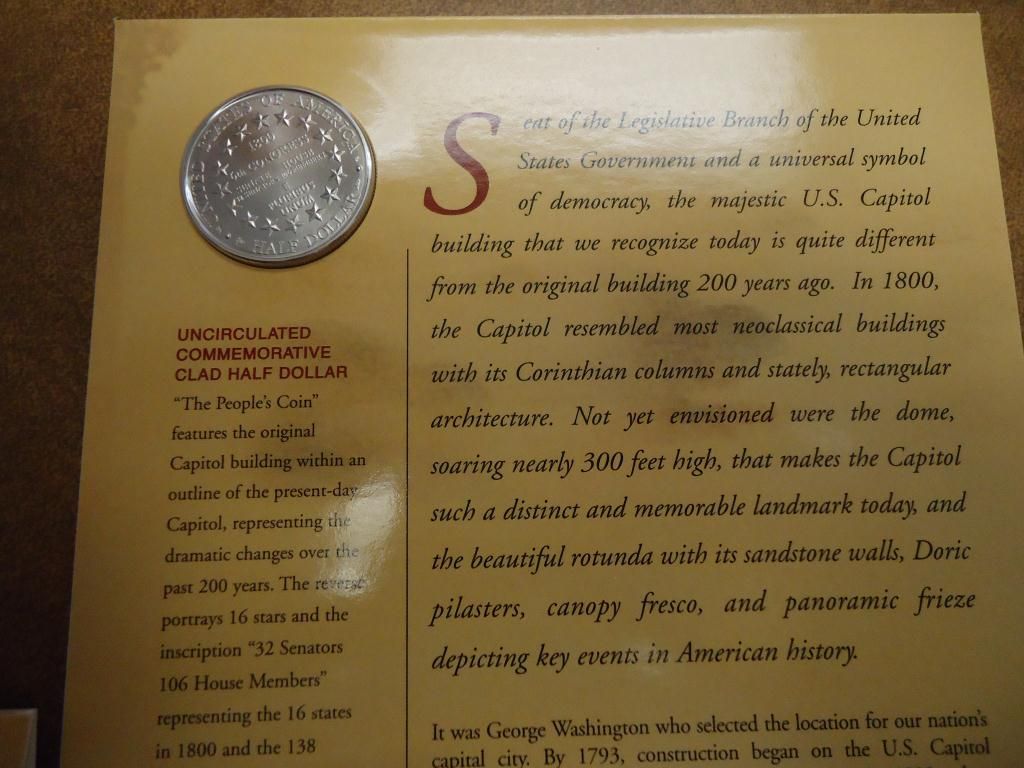 UNITED STATES OF AMERICA
E PLURIBUS UNUM
HALF DOLLAR
UNCIRCULATED
COMMEMORATIVE
CLAD HALF DOLLAR
“The People’s Coin”
features the original
Capitol building within an
outline of the present-day
Capitol, representing the
dramatic changes over the
past 200 years. The reverse
portrays 16 stars and the
inscription “32 Senators
106 House Members”
representing the 16 states
in 1800 and the 138
Seat of the Legislative Branch of the United
States Government and a universal symbol
of democracy, the majestic U.S. Capitol
building that we recognize today is quite different
from the original building 200 years ago. In 1800,
the Capitol resembled most neoclassical buildings
with its Corinthian columns and stately, rectangular
architecture. Not yet envisioned were the dome,
soaring nearly 300 feet high, that makes the Capitol
such a distinct and memorable landmark today, and
the beautiful rotunda with its sandstone walls, Doric
pilasters, canopy fresco, and panoramic frieze
depicting key events in American history.
It was George Washington who selected the location for our nation’s
capital city. By 1793, construction began on the U.S. Capitol